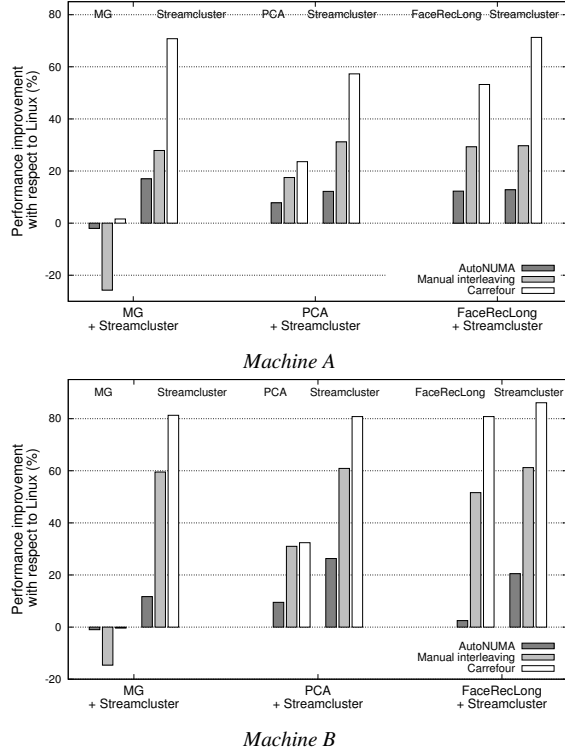 MG Streamcluster PCA Streamcluster FaceRecLong Streamcluster
80
60
40
20
0
-20
Performance improvement
with respect to Linux (%)
AutoNUMA
Manual interleaving
Carrefour
MG
+ Streamcluster
PCA
+ Streamcluster
FaceRecLong
+ Streamcluster
Machine A
MG Streamcluster PCA Streamcluster FaceRecLong Streamcluster
80
60
40
20
0
-20
Performance improvement
with respect to Linux (%)
AutoNUMA
Manual interleaving
Carrefour
MG
+ Streamcluster
PCA
+ Streamcluster
FaceRecLong
+ Streamcluster
Machine B